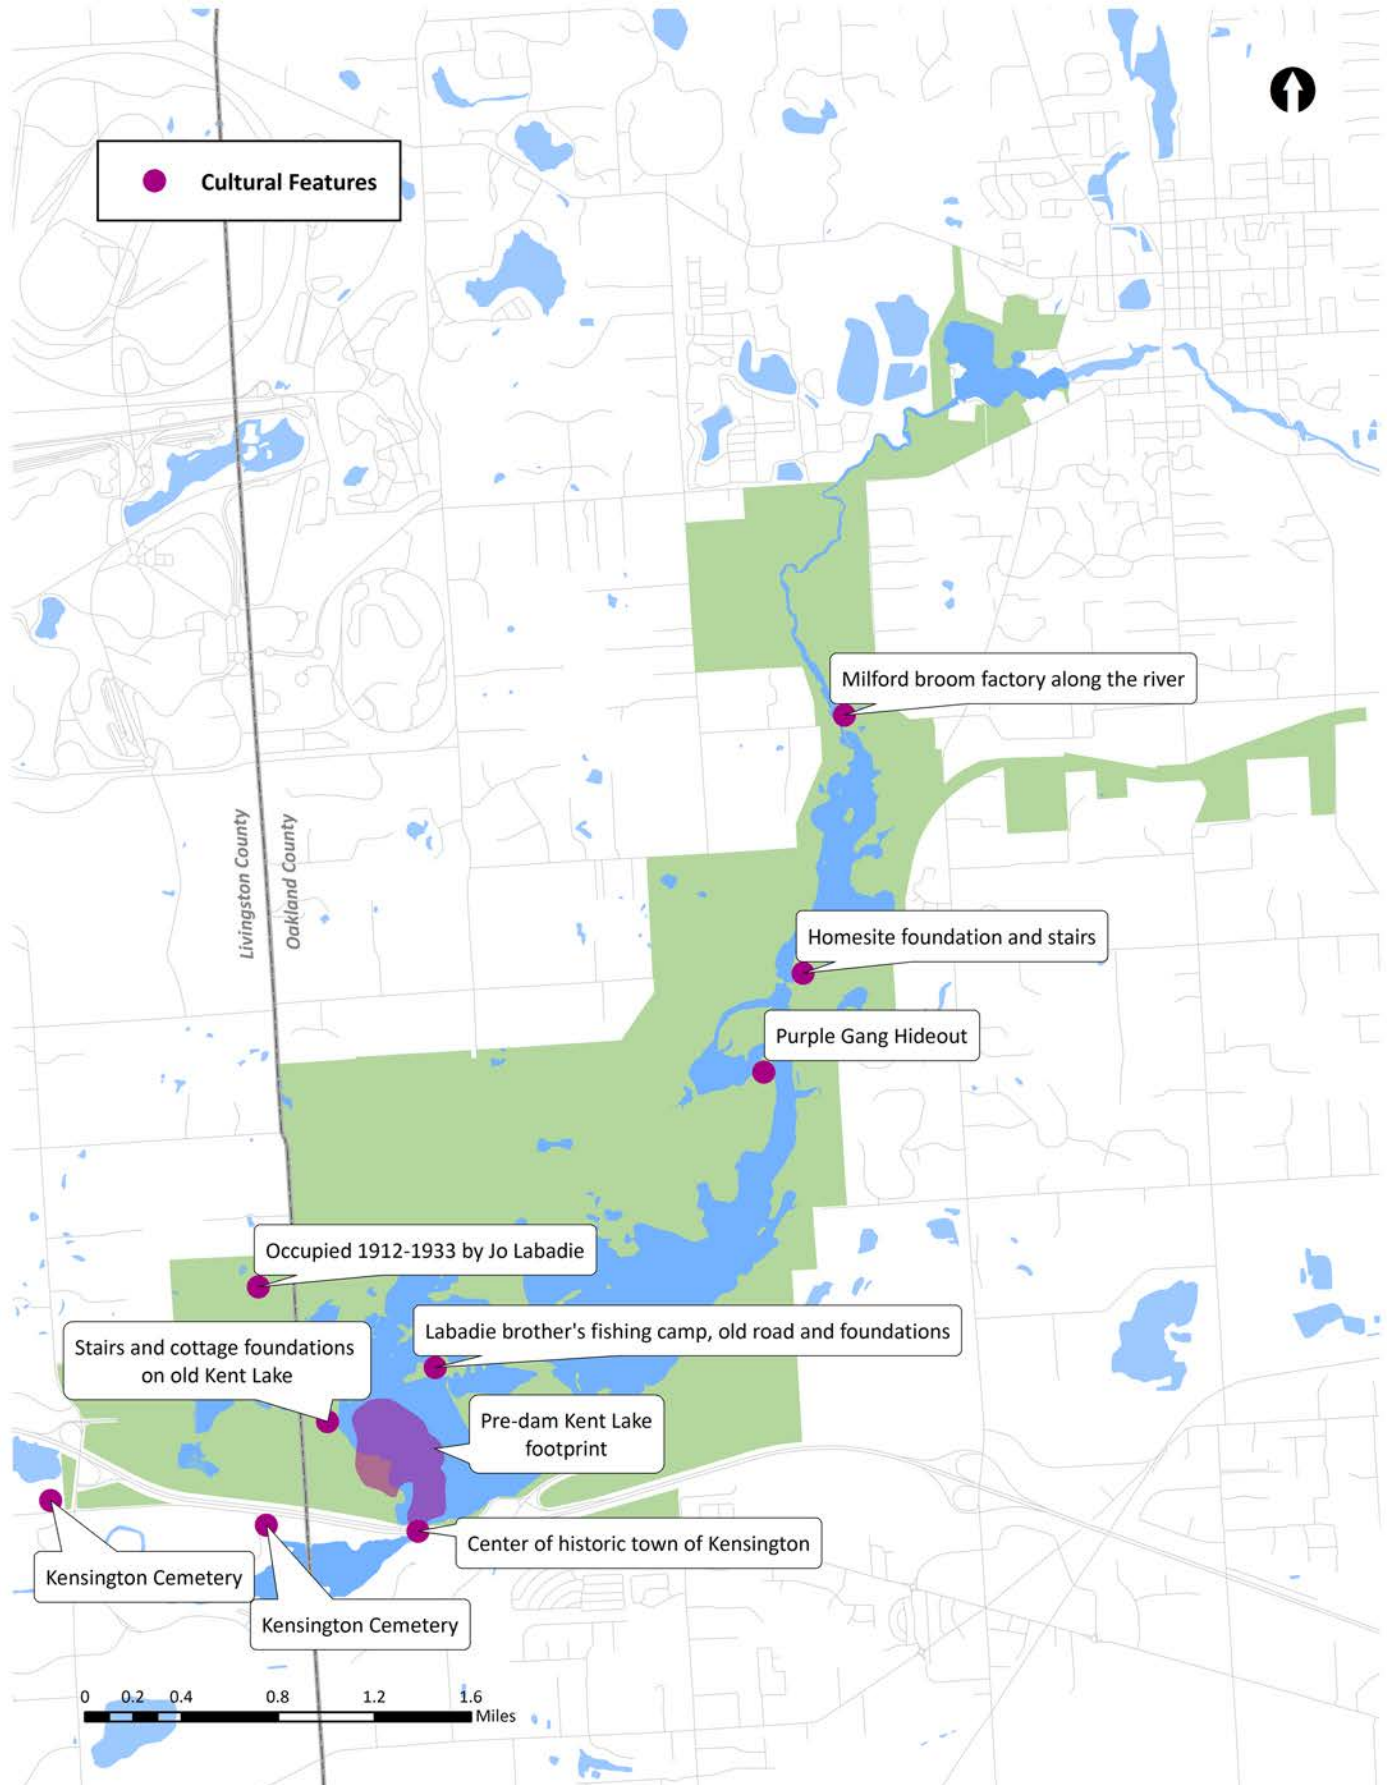 Cultural Features
Milford broom factory along the river
Livingston County
Oakland County
Homesite foundation and stairs
Purple Gang Hideout
Occupied 1912-1933 by Jo Labadie
Labadie brother's fishing camp, old road and foundations
Stairs and cottage foundations
on old Kent Lake
Pre-dam Kent Lake
footprint
Center of historic town of Kensington
Kensington Cemetery
Kensington Cemetery
0 0.2 0.4 0.8 1.2 1.6
Miles